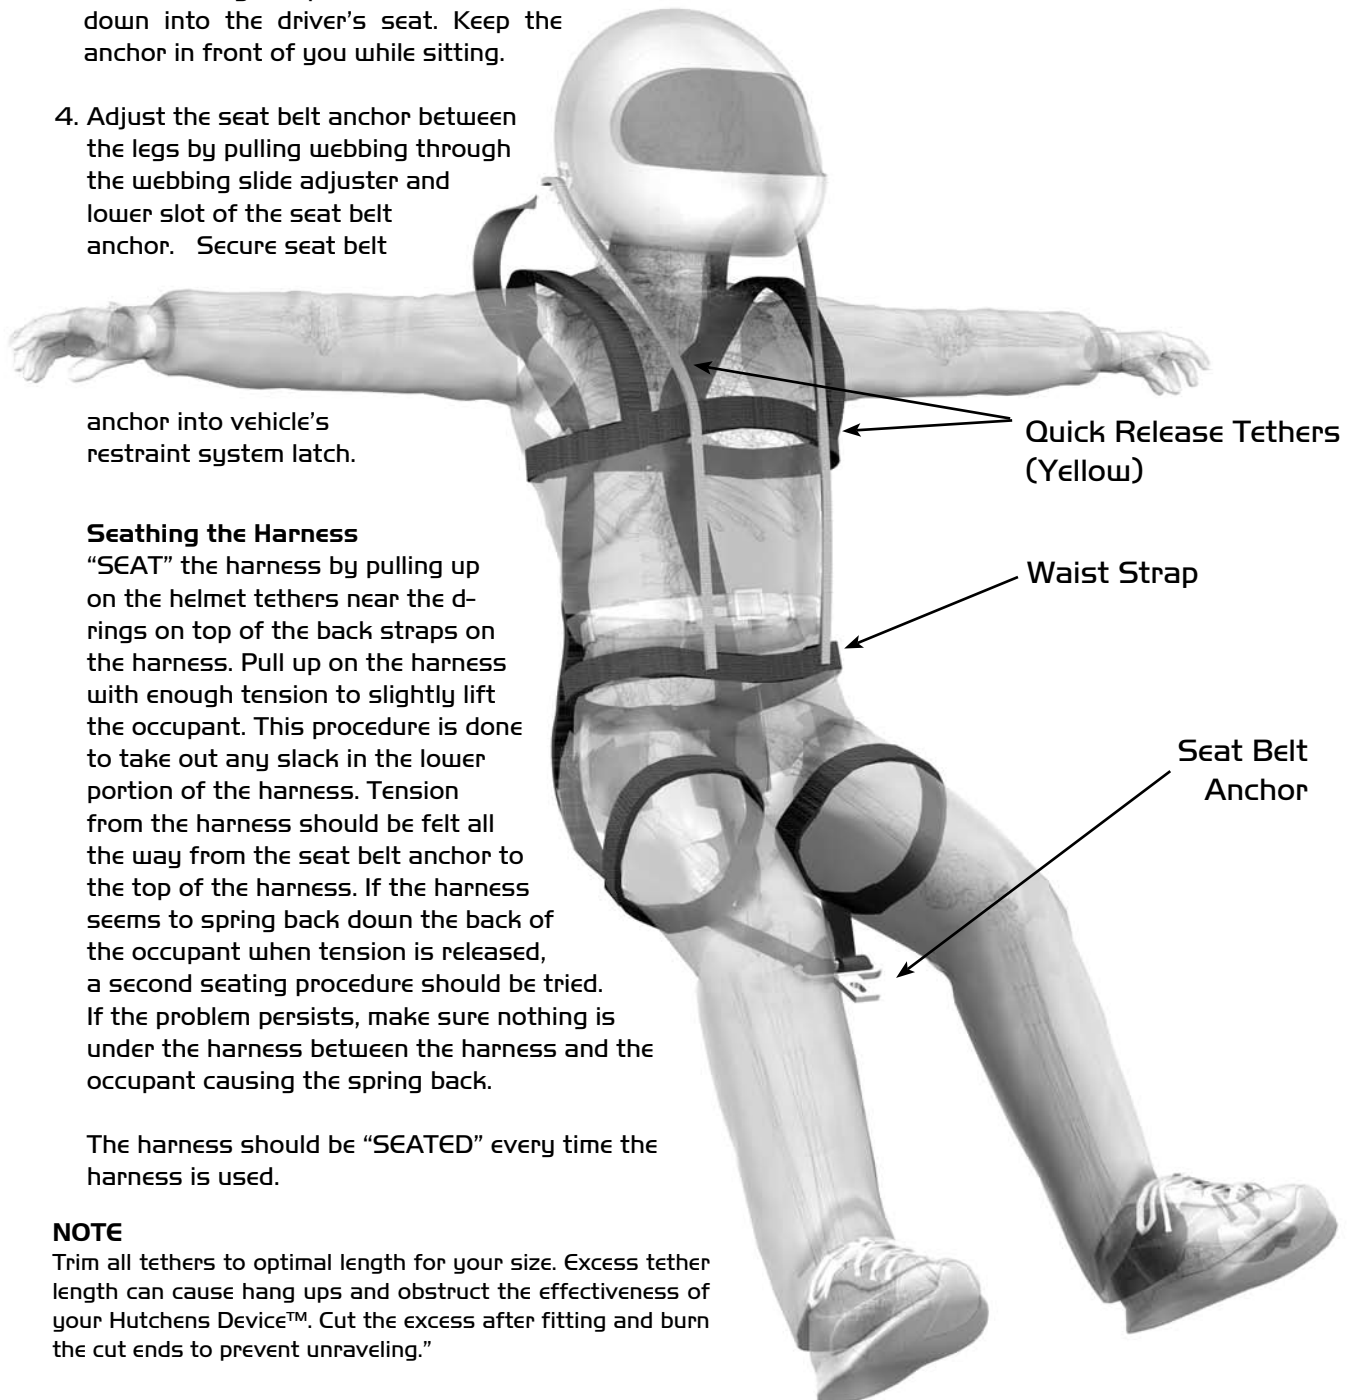 down into the driver's seat. Keep the
anchor in front of you while sitting.
4. Adjust the seat belt anchor between
the legs by pulling webbing through
the webbing slide adjuster and
lower slot of the seat belt
anchor. Secure seat belt
anchor into vehicle's
restraint system latch.
Seathing the Harness
“SEAT” the harness by pulling up
on the helmet tethers near the d-
rings on top of the back straps on
the harness. Pull up on the harness
with enough tension to slightly lift
the occupant. This procedure is done
to take out any slack in the lower
portion of the harness. Tension
from the harness should be felt all
the way from the seat belt anchor to
the top of the harness. If the harness
seems to spring back down the back of
the occupant when tension is released,
a second seating procedure should be tried.
If the problem persists, make sure nothing is
under the harness between the harness and the
occupant causing the spring back.
The harness should be “SEATED” every time the
harness is used.
NOTE
Trim all tethers to optimal length for your size. Excess tether
length can cause hang ups and obstruct the effectiveness of
your Hutchens Device™. Cut the excess after fitting and burn
the cut ends to prevent unraveling.”
Quick Release Tethers
(Yellow)
Waist Strap
Seat Belt
Anchor